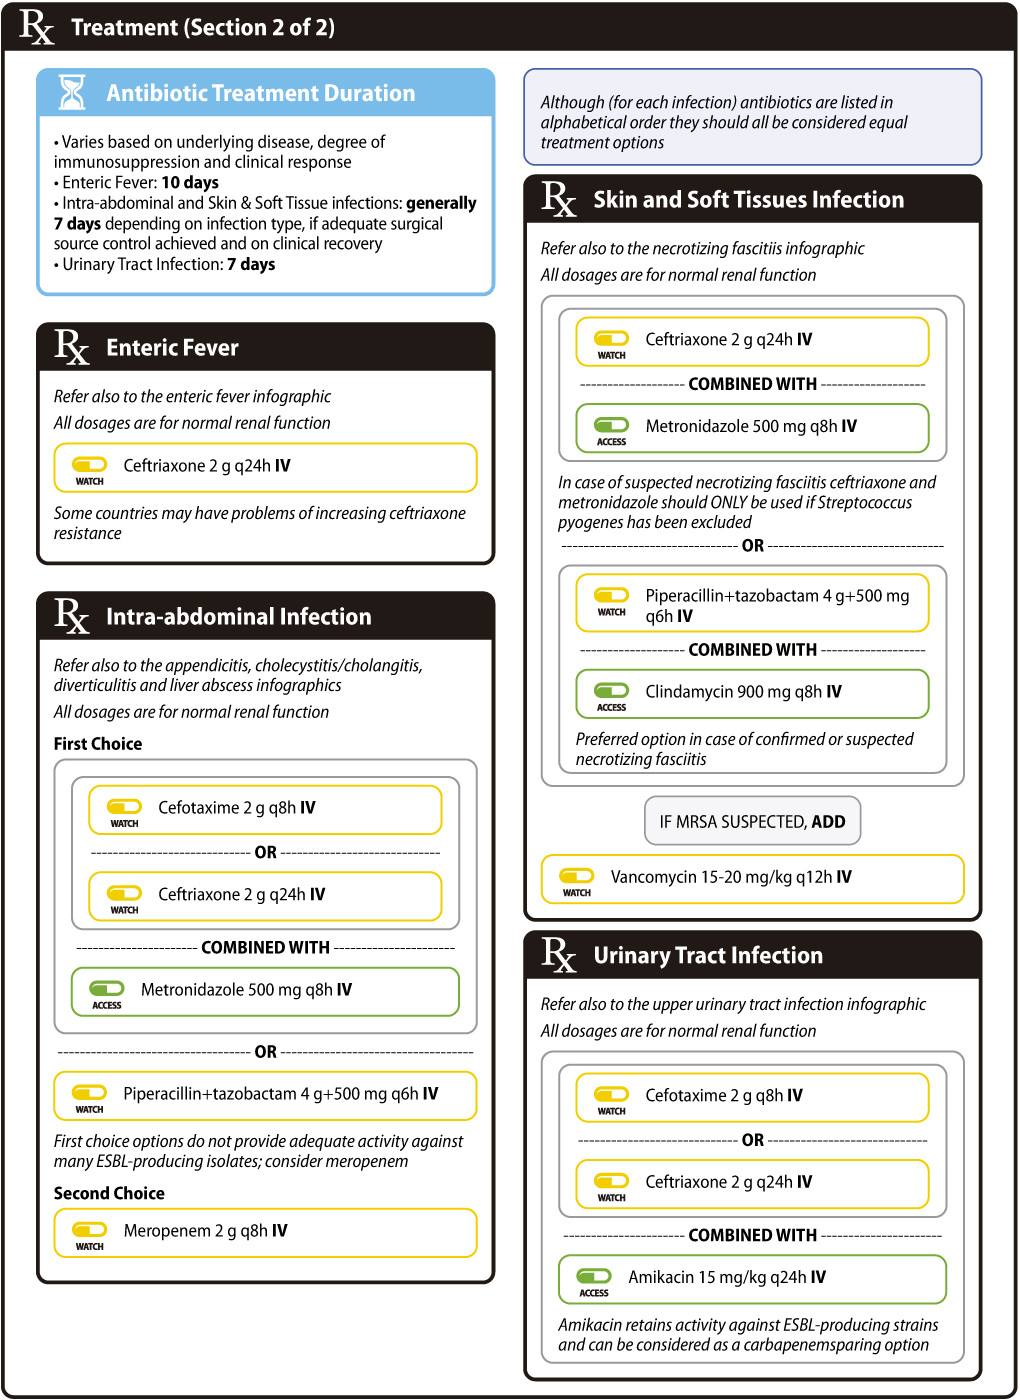 Rx Treatment (Section 2 of 2)
Antibiotic Treatment Duration
• Varies based on underlying disease, degree of
immunosuppression and clinical response
• Enteric Fever: 10 days
• Intra-abdominal and Skin & Soft Tissue infections: generally
7 days depending on infection type, if adequate surgical
source control achieved and on clinical recovery
• Urinary Tract Infection: 7 days
Rx Enteric Fever
Refer also to the enteric fever infographic
All dosages are for normal renal function
Ceftriaxone 2 g q24h IV
WATCH
Some countries may have problems of increasing ceftriaxone
resistance
Rx Intra-abdominal Infection
Refer also to the appendicitis, cholecystitis/cholangitis,
diverticulitis and liver abscess infographics
All dosages are for normal renal function
First Choice
Cefotaxime 2 g q8h IV
WATCH
OR
Ceftriaxone 2 g q24h IV
WATCH
COMBINED WITH
Metronidazole 500 mg q8h IV
ACCESS
OR
Piperacillin+tazobactam 4 g+500 mg q6h IV
WATCH
First choice options do not provide adequate activity against
many ESBL-producing isolates; consider meropenem
Second Choice
Meropenem 2 g q8h IV
WATCH
Although (for each infection) antibiotics are listed in
alphabetical order they should all be considered equal
treatment options
Rx Skin and Soft Tissues Infection
Refer also to the necrotizing fascitiis infographic
All dosages are for normal renal function
Ceftriaxone 2 g q24h IV
WATCH
COMBINED WITH
Metronidazole 500 mg q8h IV
ACCESS
In case of suspected necrotizing fasciitis ceftriaxone and
metronidazole should ONLY be used if Streptococcus
pyogenes has been excluded
OR
Piperacillin+tazobactam 4 g+500 mg
q6h IV
WATCH
COMBINED WITH
Clindamycin 900 mg q8h IV
ACCESS
Preferred option in case of confirmed or suspected
necrotizing fasciitis
IF MRSA SUSPECTED, ADD
Vancomycin 15-20 mg/kg q12h IV
WATCH
Rx Urinary Tract Infection
Refer also to the upper urinary tract infection infographic
All dosages are for normal renal function
Cefotaxime 2 g q8h IV
WATCH
OR
Ceftriaxone 2 g q24h IV
WATCH
COMBINED WITH
Amikacin 15 mg/kg q24h IV
ACCESS
Amikacin retains activity against ESBL-producing strains
and can be considered as a carbapenemsparing option